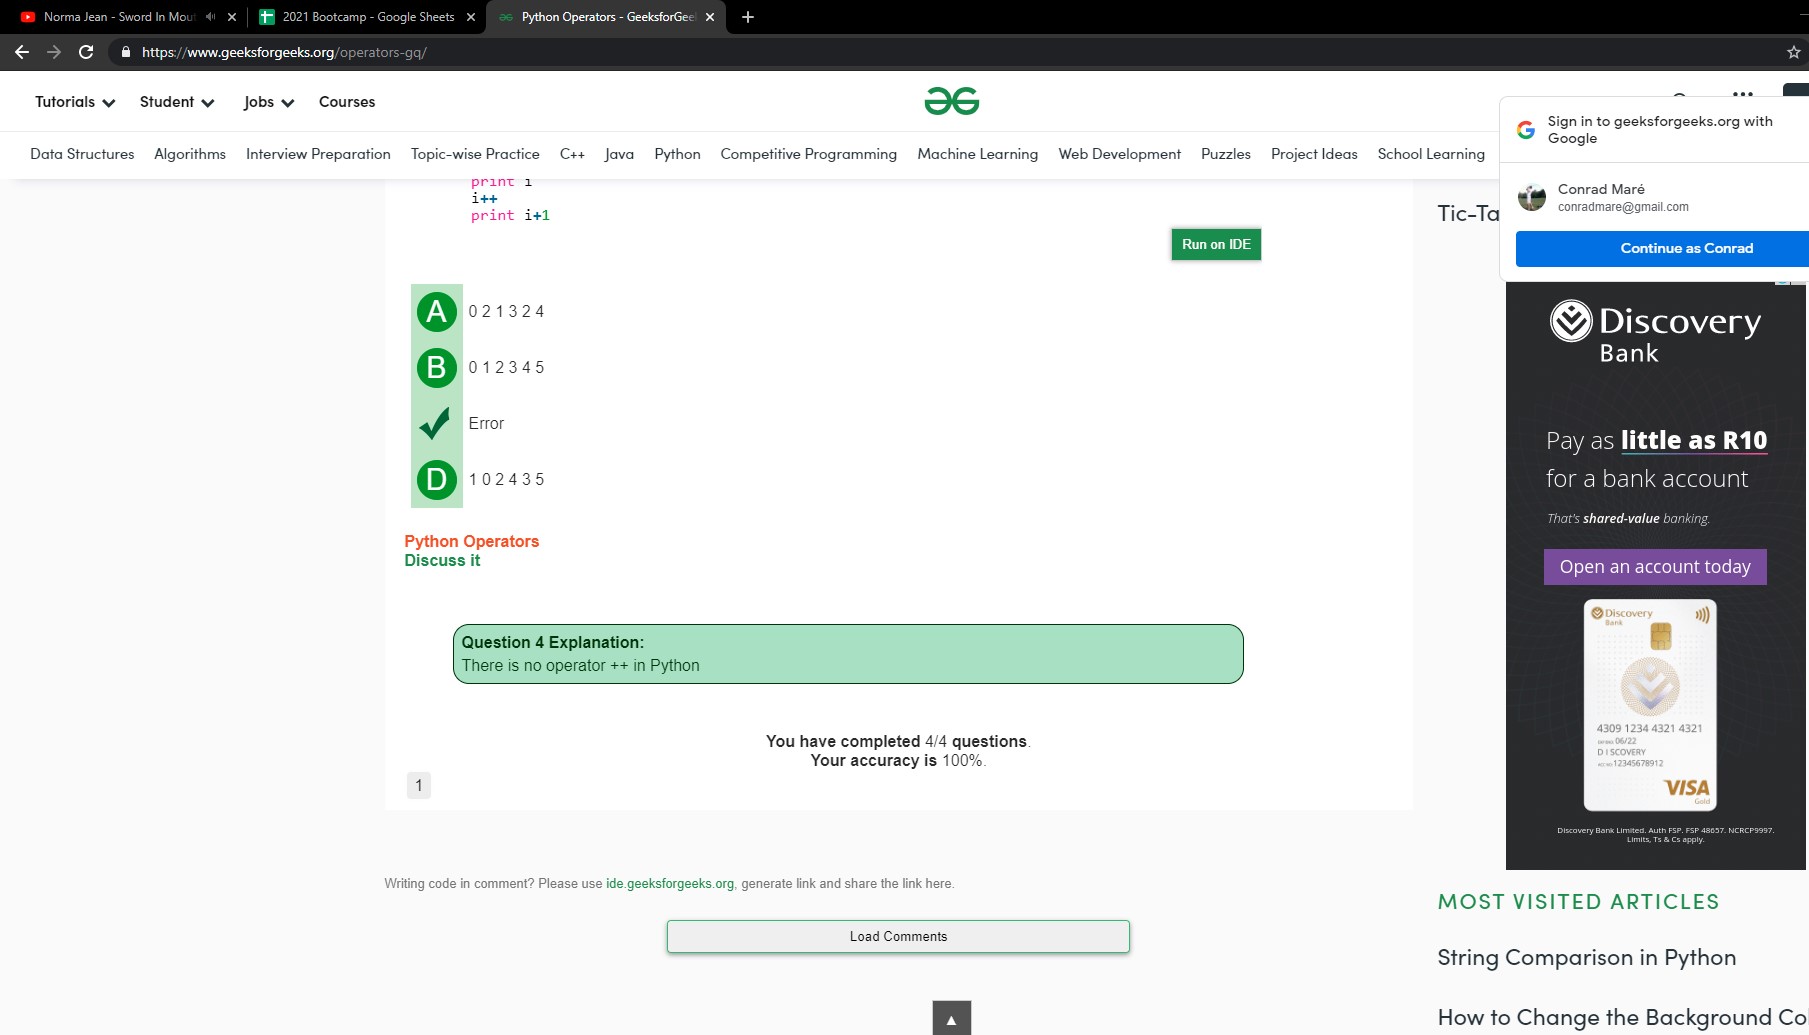 Norma Jean - Sword In Mout
2021 Bootcamp - Google Sheets
Python Operators - GeeksforGee
https://www.geeksforgeeks.org/operators-gq/
Tutorials
Student
Jobs
Courses
Data Structures
Algorithms
Interview Preparation
Topic-wise Practice
C++
Java
Python
Competitive Programming
Machine Learning
Web Development
Puzzles
Project Ideas
School Learning
Sign in to geeksforgeeks.org with
Google
Conrad Maré
conradmare@gmail.com
Continue as Conrad
print i
i++
print i+1
Run on IDE
A 0 2 1 3 2 4
B 0 1 2 3 4 5
Error
D 1 0 2 4 3 5
Python Operators
Discuss it
Question 4 Explanation:
There is no operator ++ in Python
You have completed 4/4 questions.
Your accuracy is 100%.
1
Writing code in comment? Please use ide.geeksforgeeks.org, generate link and share the link here.
Load Comments
Tic-Ta
Discovery
Bank
Pay as little as R10
for a bank account
That's shared-value banking.
Open an account today
Discovery
Bank
4309 1234 4321 4321
06/22
D I SCOVERY
12345678912
VISA
Gold
Discovery Bank Limited. Auth FSP. FSP 48657. NCRCP9997.
Limits, Ts & Cs apply.
MOST VISITED ARTICLES
String Comparison in Python
How to Change the Background Co